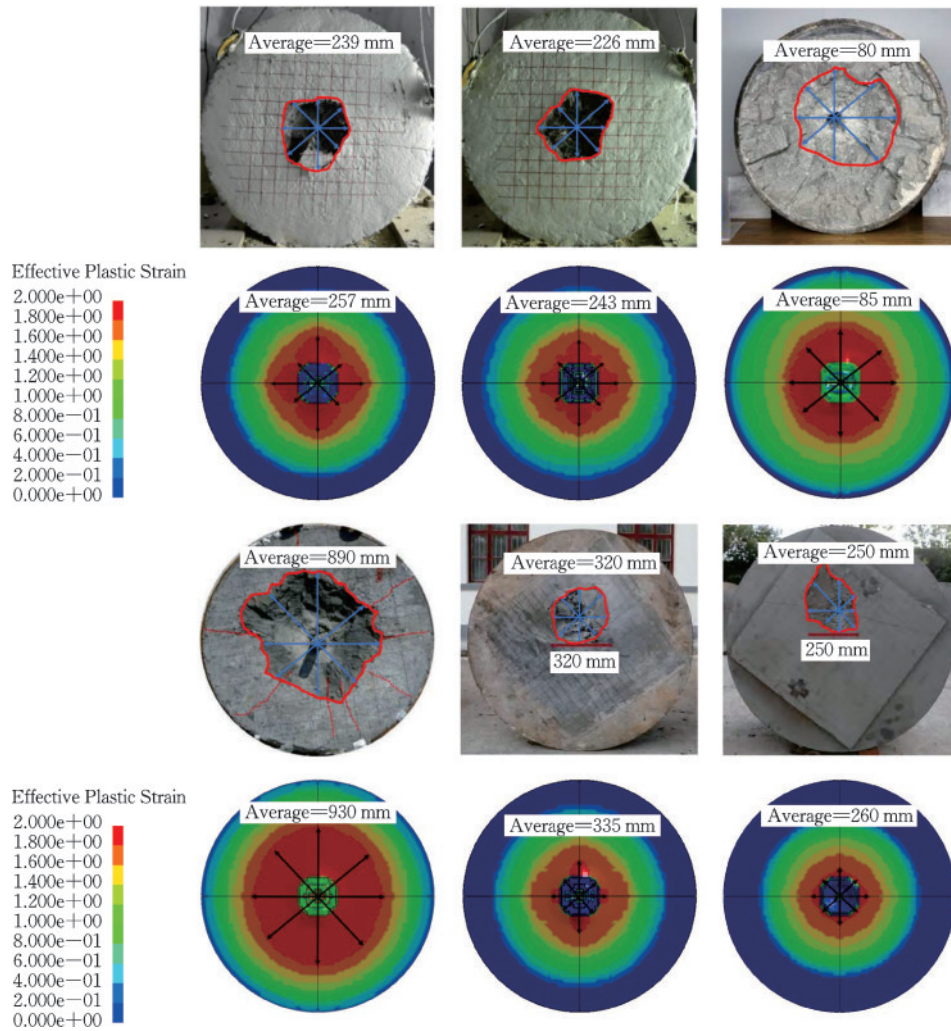 Average=239 mm
Average=226 mm
Average=80 mm
Effective Plastic Strain
2.000e+00
1.800e+00
1.600e+00
1.400e+00
1.200e+00
1.000e+00
8.000e−01
6.000e−01
4.000e−01
2.000e−01
0.000e+00
Average=257 mm
Average=243 mm
Average=85 mm
Average=890 mm
Average=320 mm
320 mm
Average=250 mm
250 mm
Effective Plastic Strain
2.000e+00
1.800e+00
1.600e+00
1.400e+00
1.200e+00
1.000e+00
8.000e−01
6.000e−01
4.000e−01
2.000e−01
0.000e+00
Average=930 mm
Average=335 mm
Average=260 mm